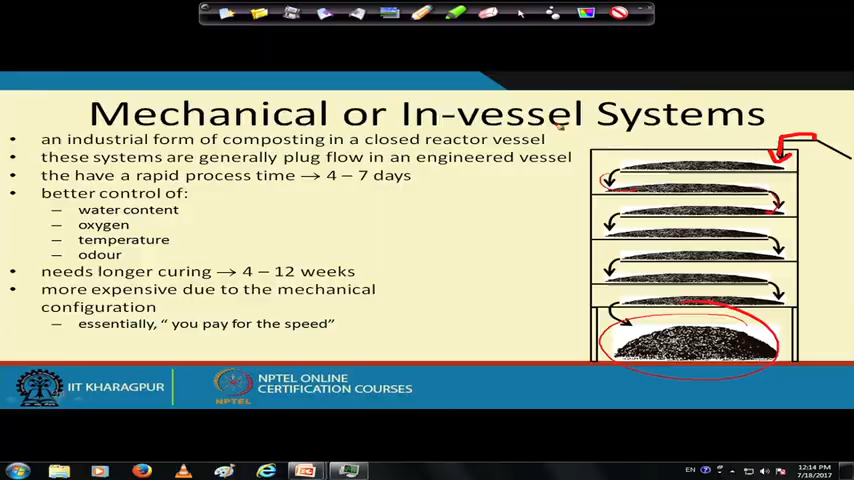 Mechanical or In-vessel Systems
• an industrial form of composting in a closed reactor vessel
• these systems are generally plug flow in an engineered vessel
• the have a rapid process time → 4 – 7 days
• better control of:
– water content
– oxygen
– temperature
– odour
• needs longer curing → 4 – 12 weeks
• more expensive due to the mechanical
configuration
– essentially, “ you pay for the speed”
IIT KHARAGPUR
NPTEL
NPTEL ONLINE
CERTIFICATION COURSES
EN
12:14 PM
7/18/2017